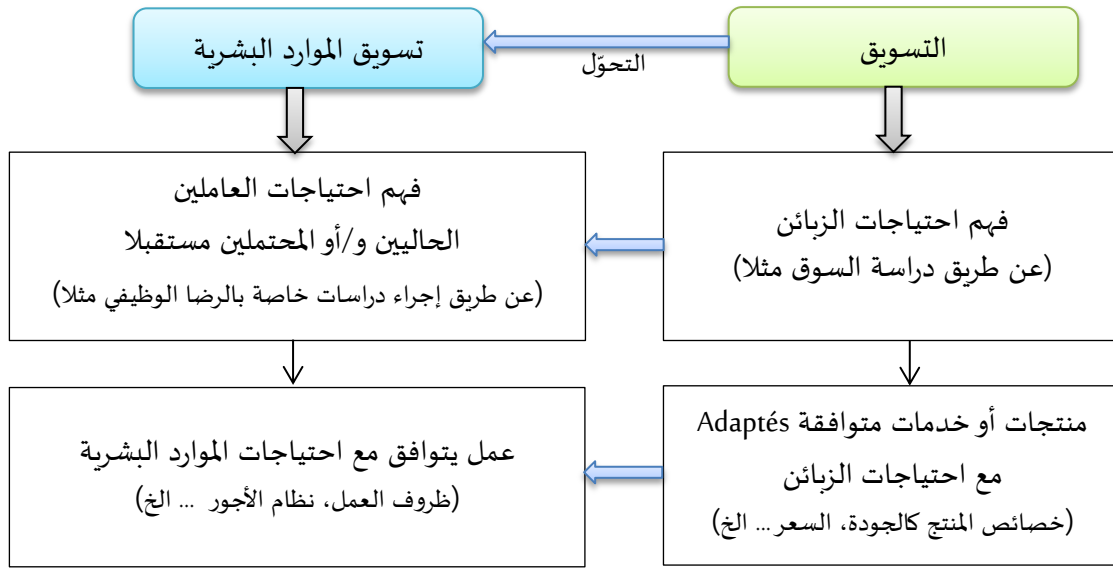 التسويق
التحوّل
تسويق الموارد البشرية
فهم احتياجات الزبائن
(عن طريق دراسة السوق مثلا)
فهم احتياجات العاملين
الحاليين و/أو المحتملين مستقبلا
(عن طريق إجراء دراسات خاصة بالرضا الوظيفي مثلا)
منتجات أو خدمات متوافقة Adaptés
مع احتياجات الزبائن
(خصائص المنتج كالجودة، السعر ... الخ)
عمل يتوافق مع احتياجات الموارد البشرية
(ظروف العمل، نظام الأجور ... الخ)